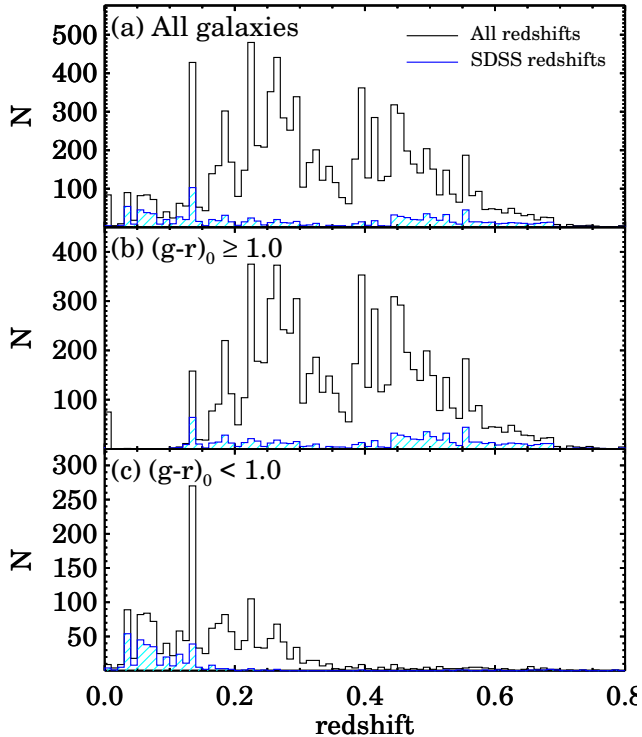 (a) All galaxies
All redshifts
SDSS redshifts
500
400
300
200
100
N
(b) (g-r)₀ ≥ 1.0
400
300
200
100
N
(c) (g-r)₀ < 1.0
300
250
200
150
100
50
N
0.0 0.2 0.4 0.6 0.8
redshift